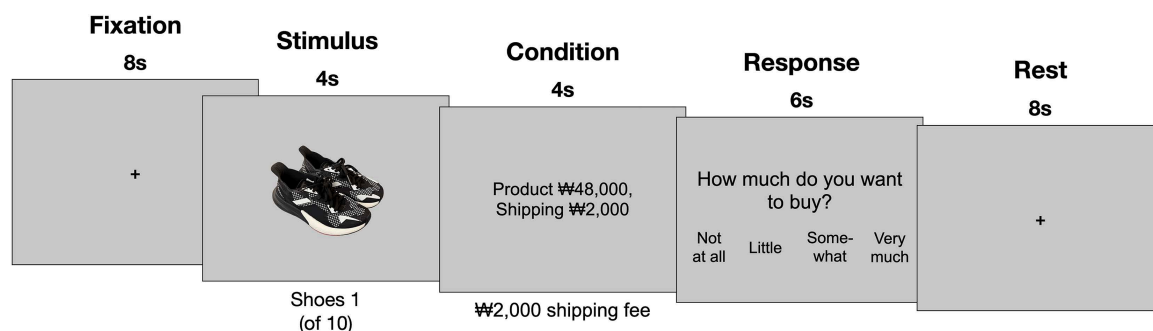 Fixation
8s
+
Stimulus
4s
Shoes 1
(of 10)
Condition
4s
Product ₩48,000,
Shipping ₩2,000
₩2,000 shipping fee
Response
6s
How much do you want
to buy?
Not
at all
Little
Some-
what
Very
much
Rest
8s
+